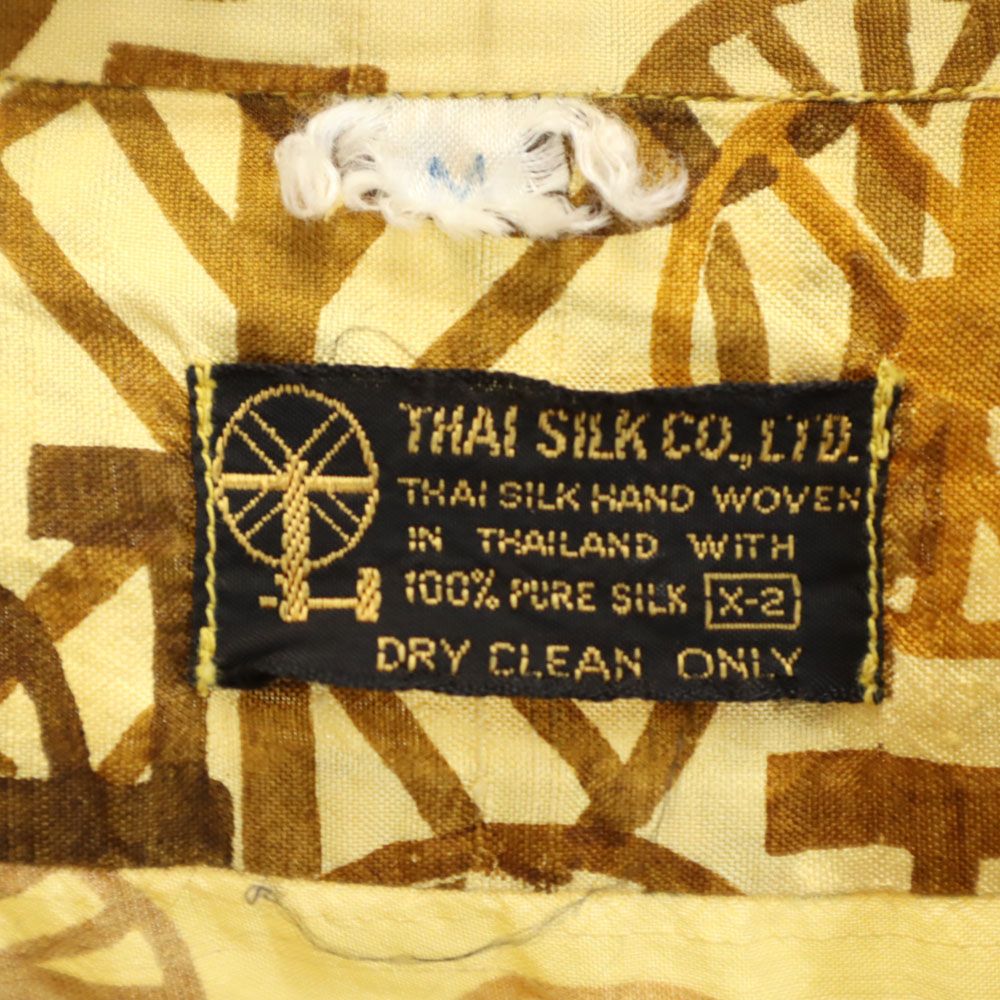 THAI SILK CO., LTD.
THAI SILK HAND WOVEN
IN THAILAND WITH
100% PURE SILK X-2
DRY CLEAN ONLY